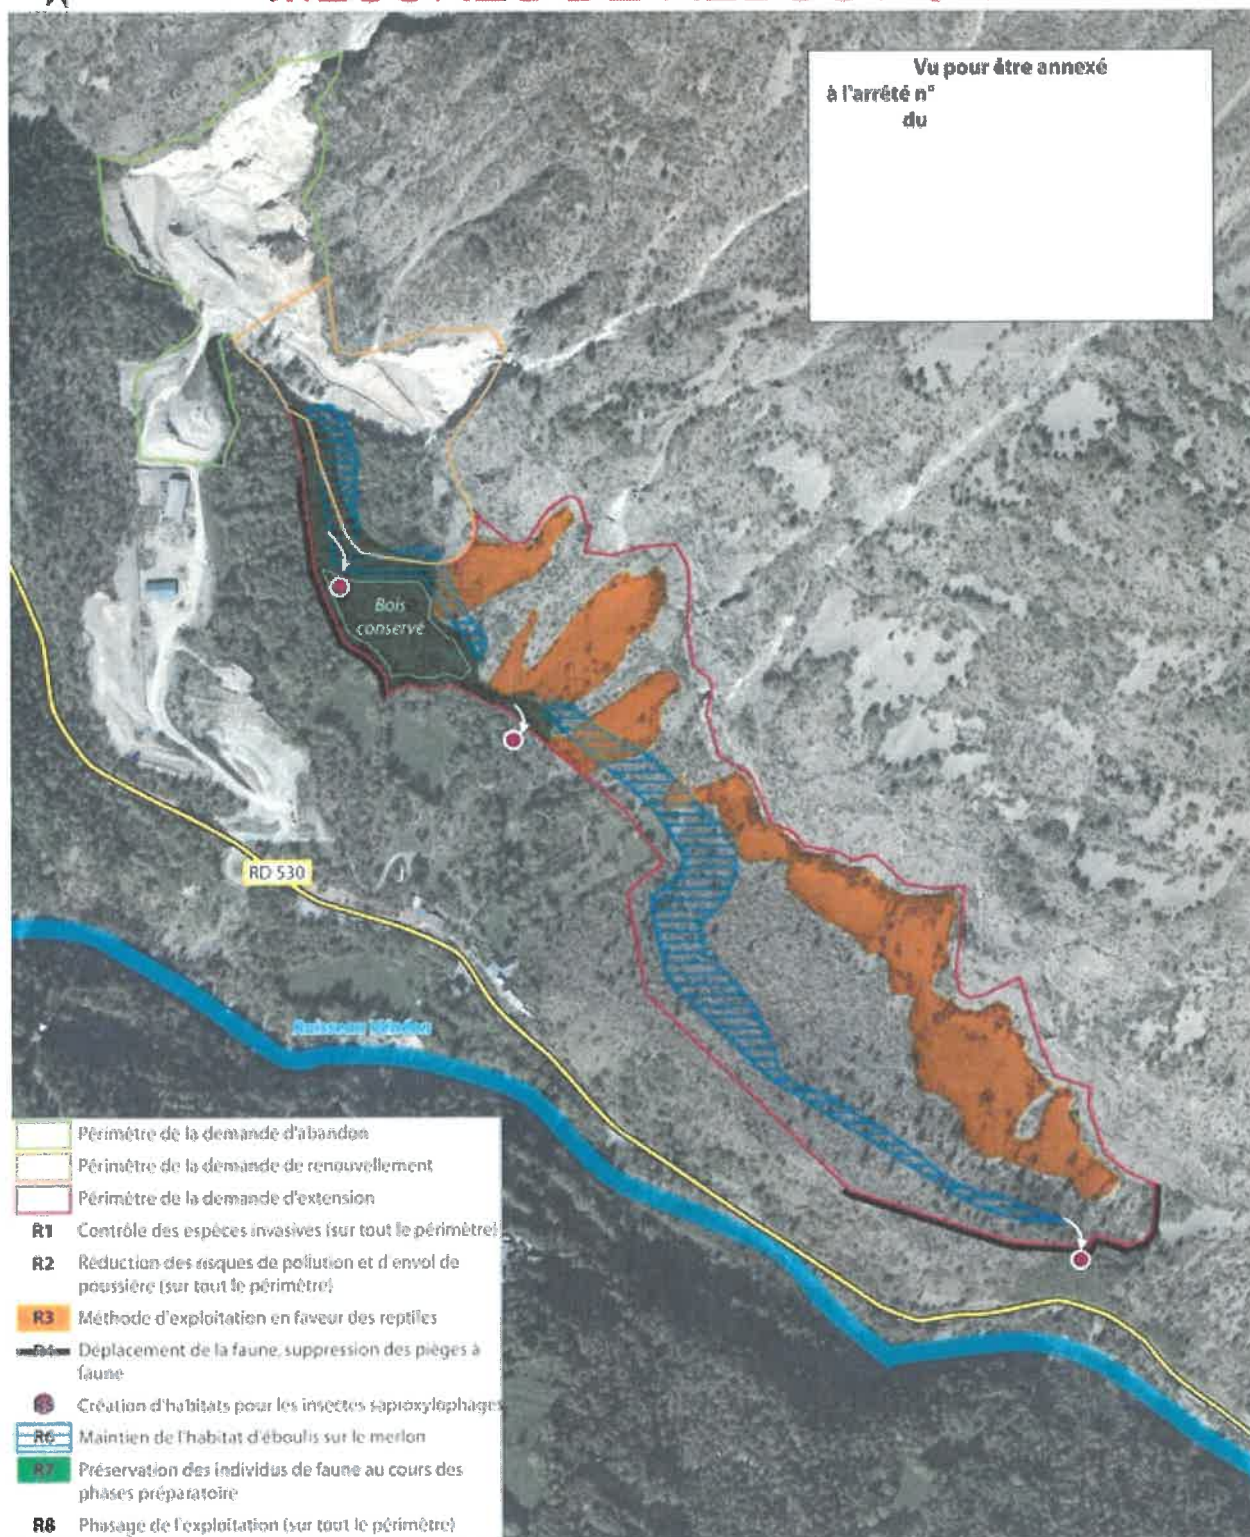 Vu pour être annexé
à l'arrêté n°
du
Bois
conservé
RD 530
Ruisseau Vénéon
Périmètre de la demande d'abandon
Périmètre de la demande de renouvellement
Périmètre de la demande d'extension
R1 Contrôle des espèces invasives (sur tout le périmètre)
R2 Réduction des risques de pollution et d envol de
poussière (sur tout le périmètre)
R3 Méthode d'exploitation en faveur des reptiles
R4 Déplacement de la faune, suppression des pièges à
faune
R5 Création d'habitats pour les insectes saproxylophages
R6 Maintien de l'habitat d'éboulis sur le merlon
R7 Préservation des individus de faune au cours des
phases préparatoire
R8 Phasage de l'exploitation (sur tout le périmètre)